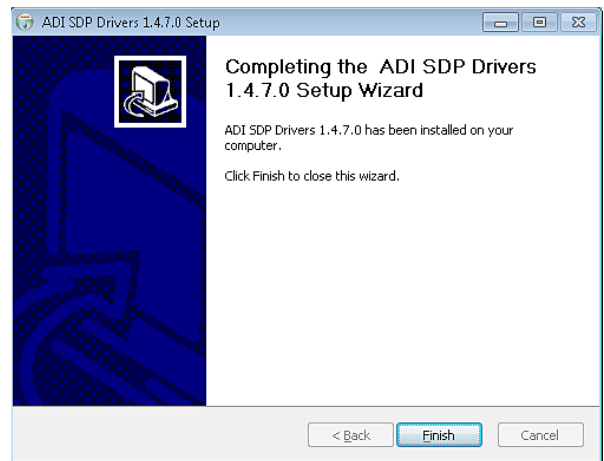 ADI SDP Drivers 1.4.7.0 Setup
Completing the ADI SDP Drivers
1.4.7.0 Setup Wizard
ADI SDP Drivers 1.4.7.0 has been installed on your
computer.
Click Finish to close this wizard.
< Back
Finish
Cancel